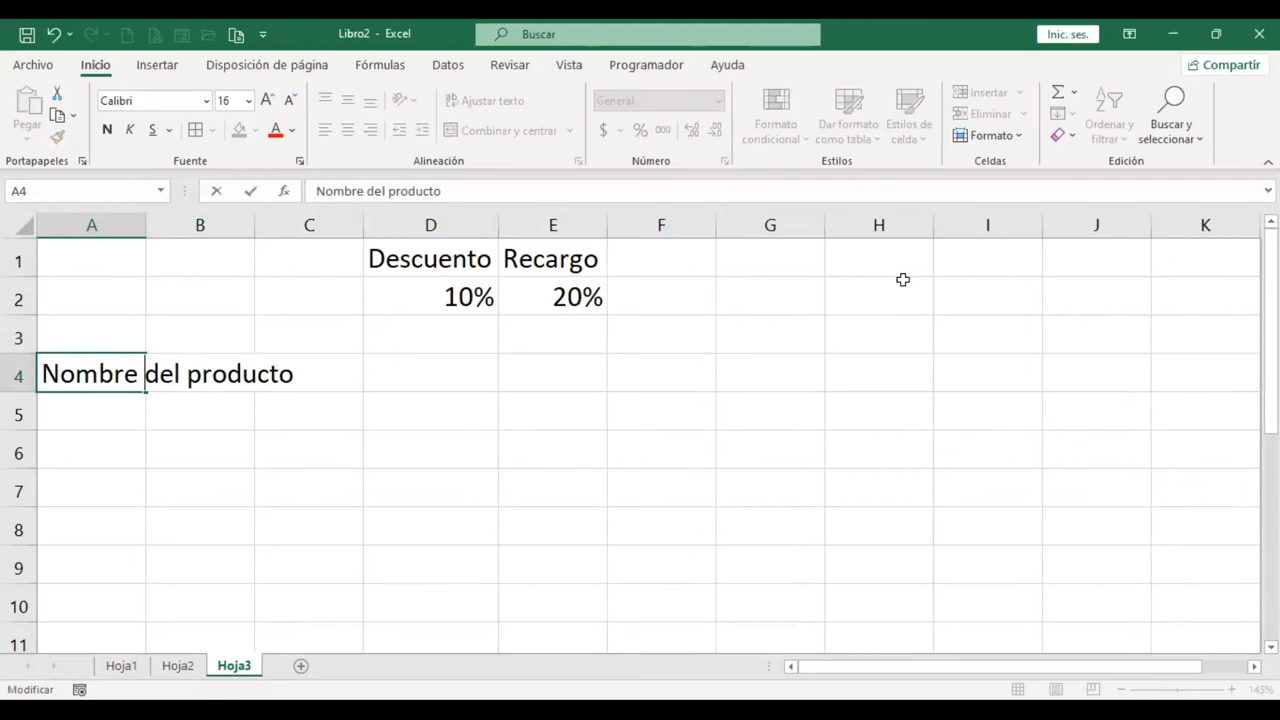 Libro2 - Excel
Buscar
Inic. ses.
Archivo Inicio Insertar Disposición de página Fórmulas Datos Revisar Vista Programador Ayuda
Compartir
Pegar
Calibri 16 A A
Ajustar texto
General
Formato condicional
Dar formato como tabla
Estilos de celda
Insertar
Eliminar
Formato
Ordenar y filtrar
Buscar y seleccionar
N K S A
Combinar y centrar
$ % 000
Portapapeles Fuente Alineación Número Estilos Celdas Edición
A4 fx Nombre del producto
A B C D E F G H I J K
1 Descuento Recargo
2 10% 20%
3
4 Nombre del producto
5
6
7
8
9
10
11
Hoja1 Hoja2 Hoja3
Modificar 145%